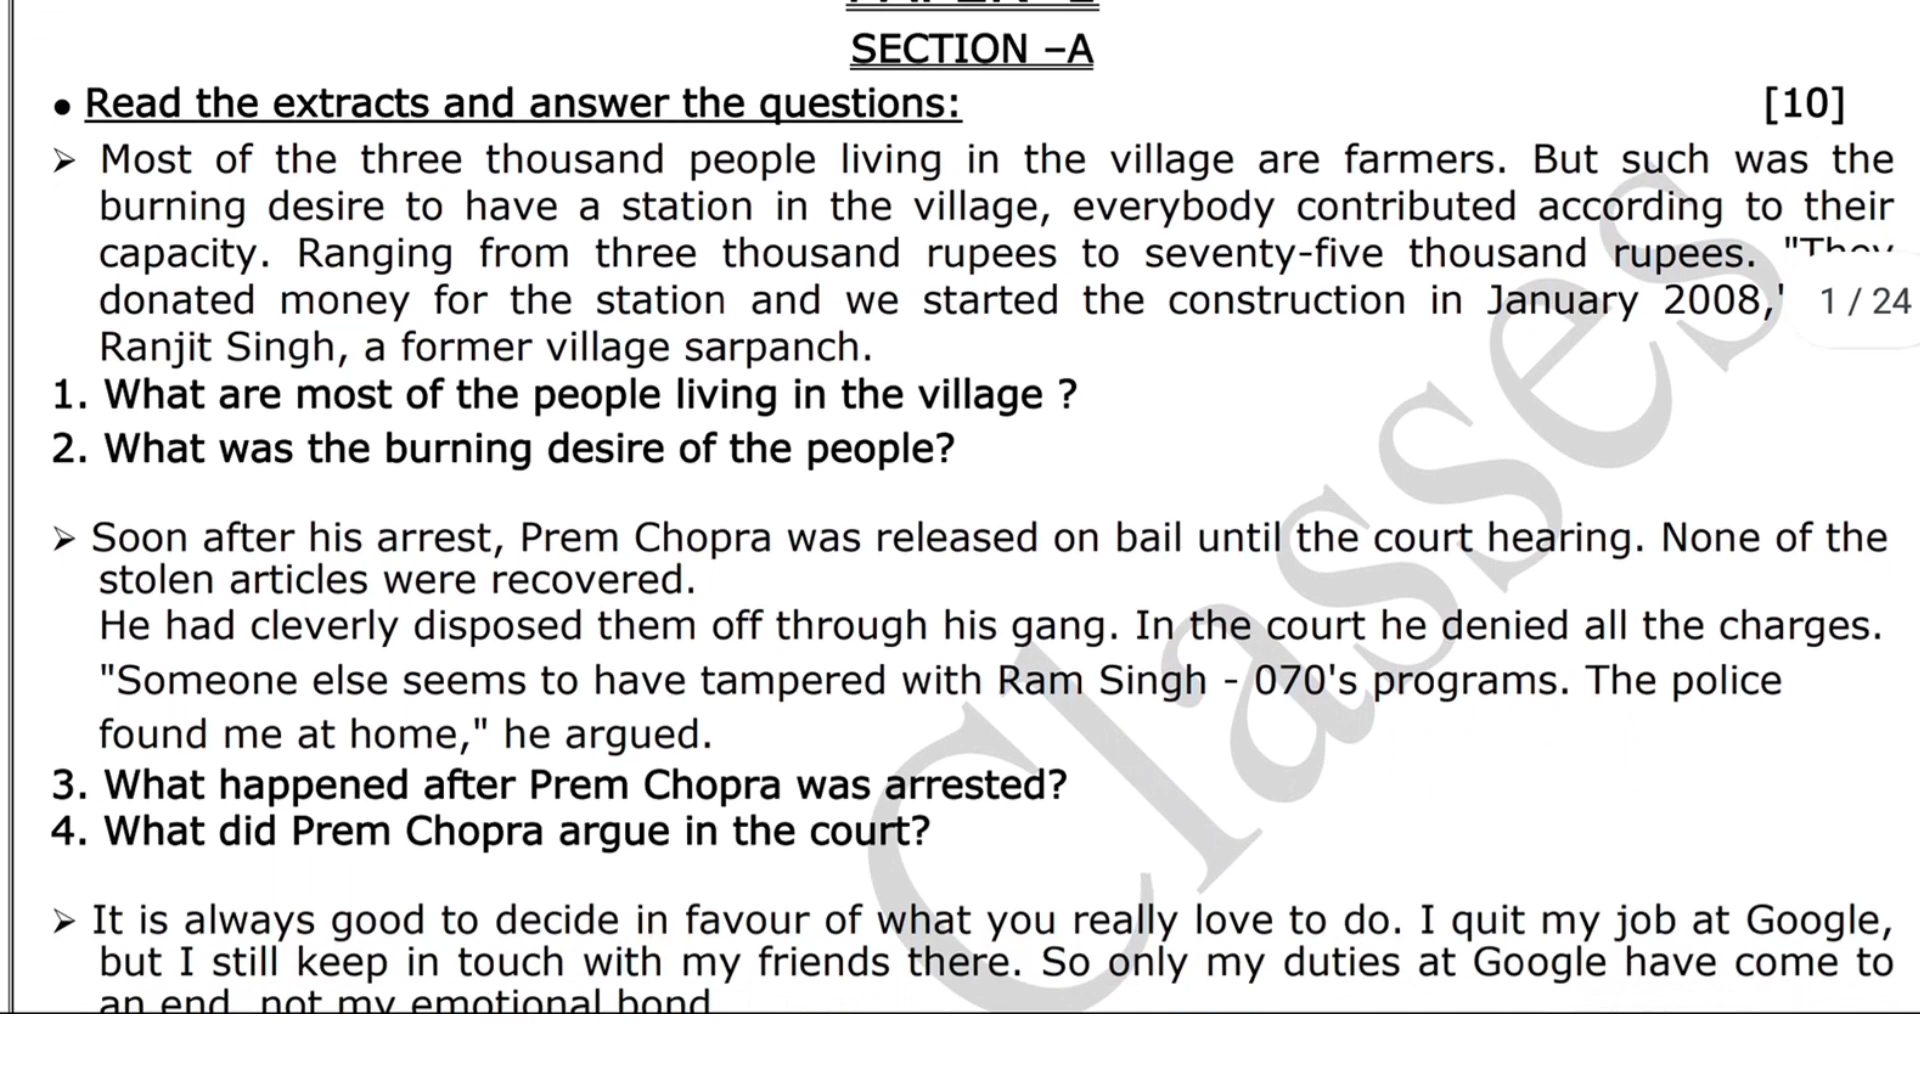 SECTION –A
• Read the extracts and answer the questions: [10]
➢ Most of the three thousand people living in the village are farmers. But such was the
burning desire to have a station in the village, everybody contributed according to their
capacity. Ranging from three thousand rupees to seventy-five thousand rupees. "They
donated money for the station and we started the construction in January 2008,'
1 / 24
Ranjit Singh, a former village sarpanch.
1. What are most of the people living in the village ?
2. What was the burning desire of the people?
➢ Soon after his arrest, Prem Chopra was released on bail until the court hearing. None of the
stolen articles were recovered.
He had cleverly disposed them off through his gang. In the court he denied all the charges.
"Someone else seems to have tampered with Ram Singh - 070's programs. The police
found me at home," he argued.
3. What happened after Prem Chopra was arrested?
4. What did Prem Chopra argue in the court?
➢ It is always good to decide in favour of what you really love to do. I quit my job at Google,
but I still keep in touch with my friends there. So only my duties at Google have come to
an end not my emotional bond
Classes